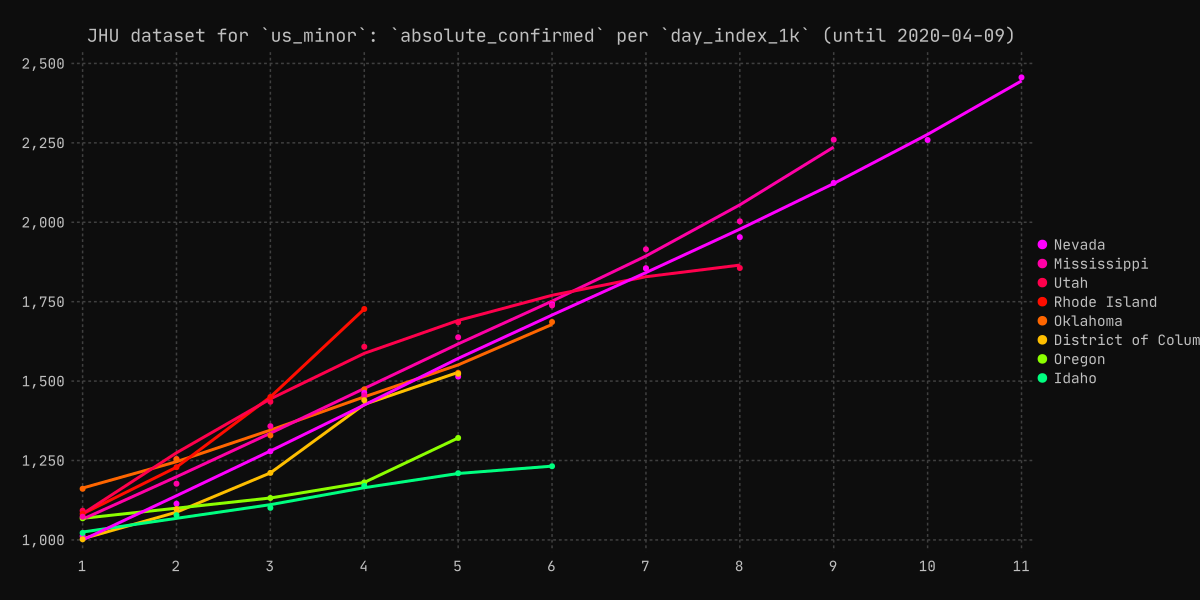 JHU dataset for `us_minor`: `absolute_confirmed` per `day_index_1k` (until 2020-04-09)
2,500
2,250
2,000
1,750
1,500
1,250
1,000
1 2 3 4 5 6 7 8 9 10 11
Nevada
Mississippi
Utah
Rhode Island
Oklahoma
District of Colum
Oregon
Idaho